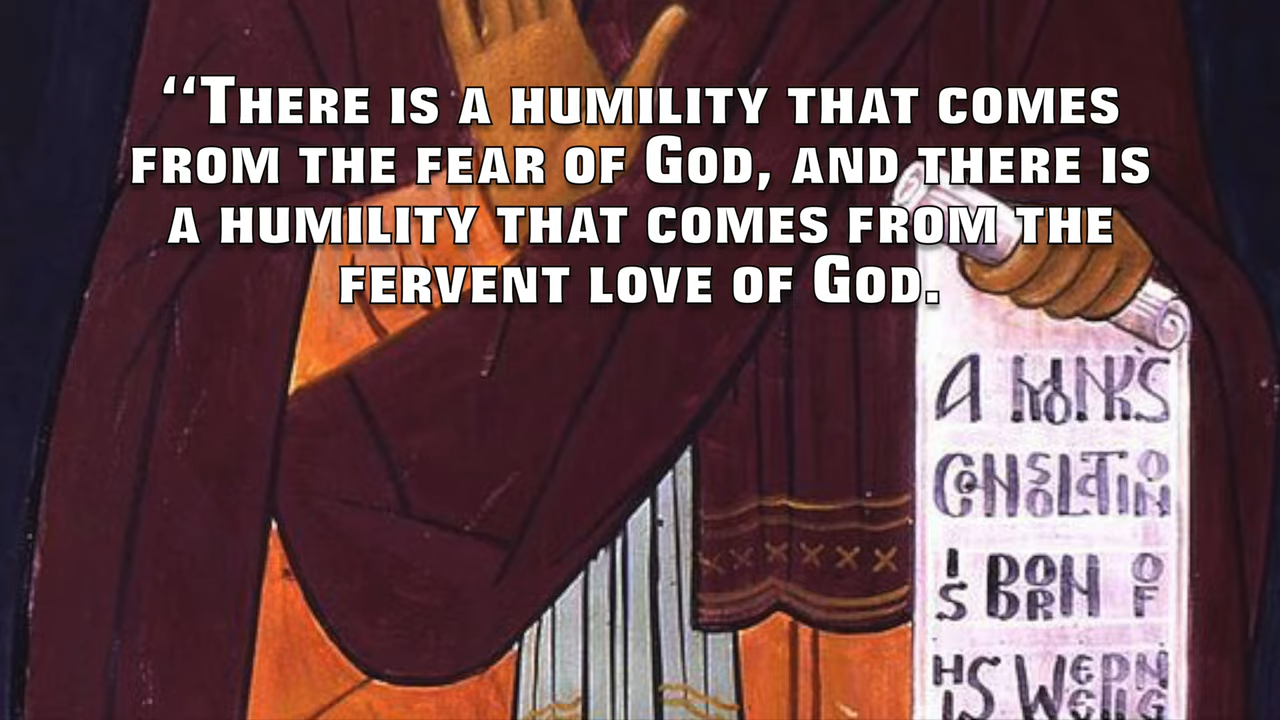 “There is a humility that comes
from the fear of God, and there is
a humility that comes from the
fervent love of God.
A MONK'S
CONSOLATION
IS BORN OF
HIS WEEPING